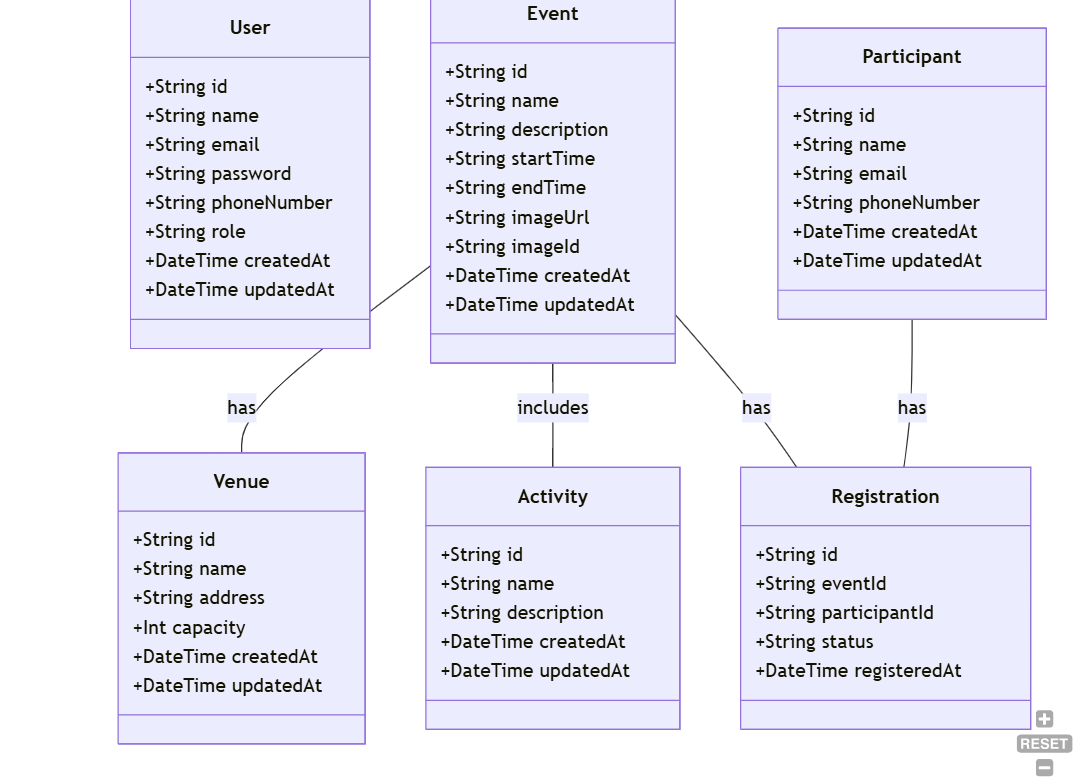 User
+String id
+String name
+String email
+String password
+String phoneNumber
+String role
+DateTime createdAt
+DateTime updatedAt
Event
+String id
+String name
+String description
+String startTime
+String endTime
+String imageUrl
+String imageId
+DateTime createdAt
+DateTime updatedAt
Participant
+String id
+String name
+String email
+String phoneNumber
+DateTime createdAt
+DateTime updatedAt
has
includes
has
has
Venue
+String id
+String name
+String address
+Int capacity
+DateTime createdAt
+DateTime updatedAt
Activity
+String id
+String name
+String description
+DateTime createdAt
+DateTime updatedAt
Registration
+String id
+String eventId
+String participantId
+String status
+DateTime registeredAt
RESET